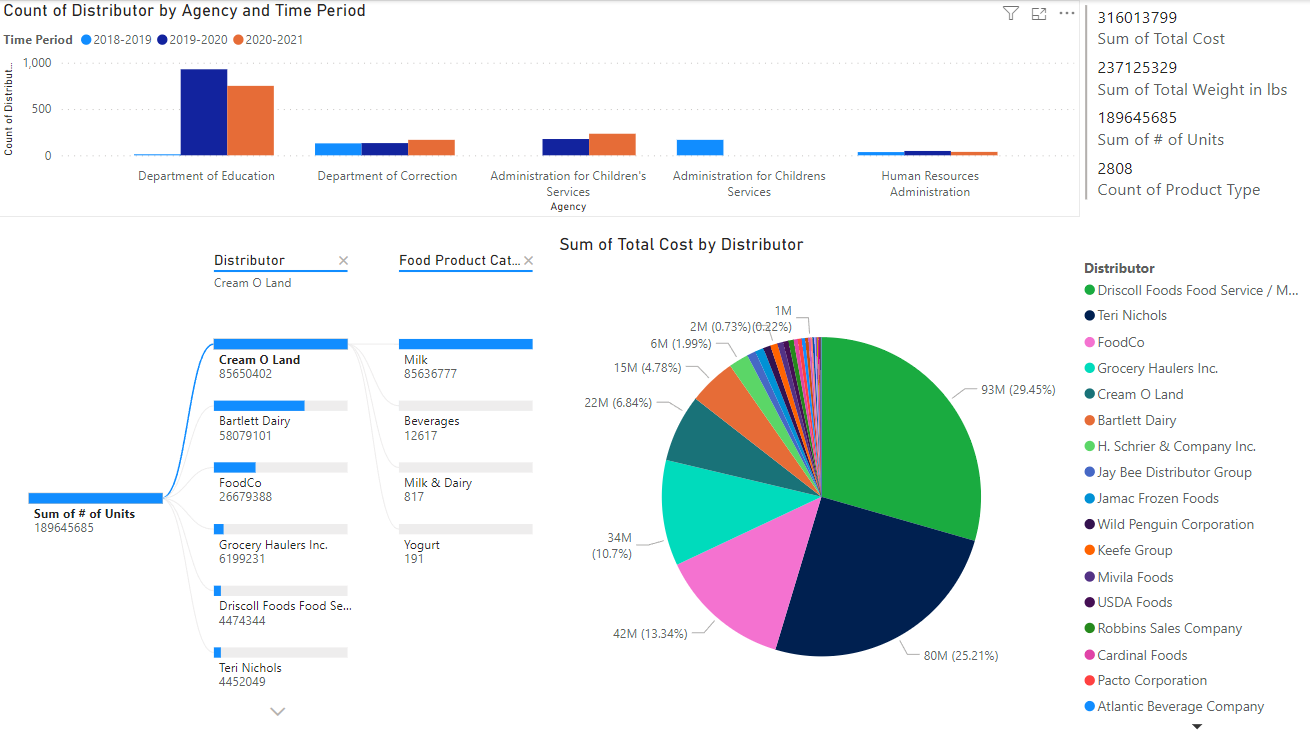 Count of Distributor by Agency and Time Period
Time Period 2018-2019 2019-2020 2020-2021
Count of Distribut...
1,000
500
0
Department of Education
Department of Correction
Administration for Children's
Services
Administration for Childrens
Services
Human Resources
Administration
Agency
316013799
Sum of Total Cost
237125329
Sum of Total Weight in lbs
189645685
Sum of # of Units
2808
Count of Product Type
Distributor
Cream O Land
Food Product Cat...
Sum of # of Units
189645685
Cream O Land
85650402
Bartlett Dairy
58079101
FoodCo
26679388
Grocery Haulers Inc.
6199231
Driscoll Foods Food Se...
4474344
Teri Nichols
4452049
Milk
85636777
Beverages
12617
Milk & Dairy
817
Yogurt
191
Sum of Total Cost by Distributor
1M
(0.22%)
2M (0.73%)
6M (1.99%)
15M (4.78%)
22M (6.84%)
34M
(10.7%)
42M (13.34%)
80M (25.21%)
93M (29.45%)
Distributor
Driscoll Foods Food Service / M...
Teri Nichols
FoodCo
Grocery Haulers Inc.
Cream O Land
Bartlett Dairy
H. Schrier & Company Inc.
Jay Bee Distributor Group
Jamac Frozen Foods
Wild Penguin Corporation
Keefe Group
Mivila Foods
USDA Foods
Robbins Sales Company
Cardinal Foods
Pacto Corporation
Atlantic Beverage Company